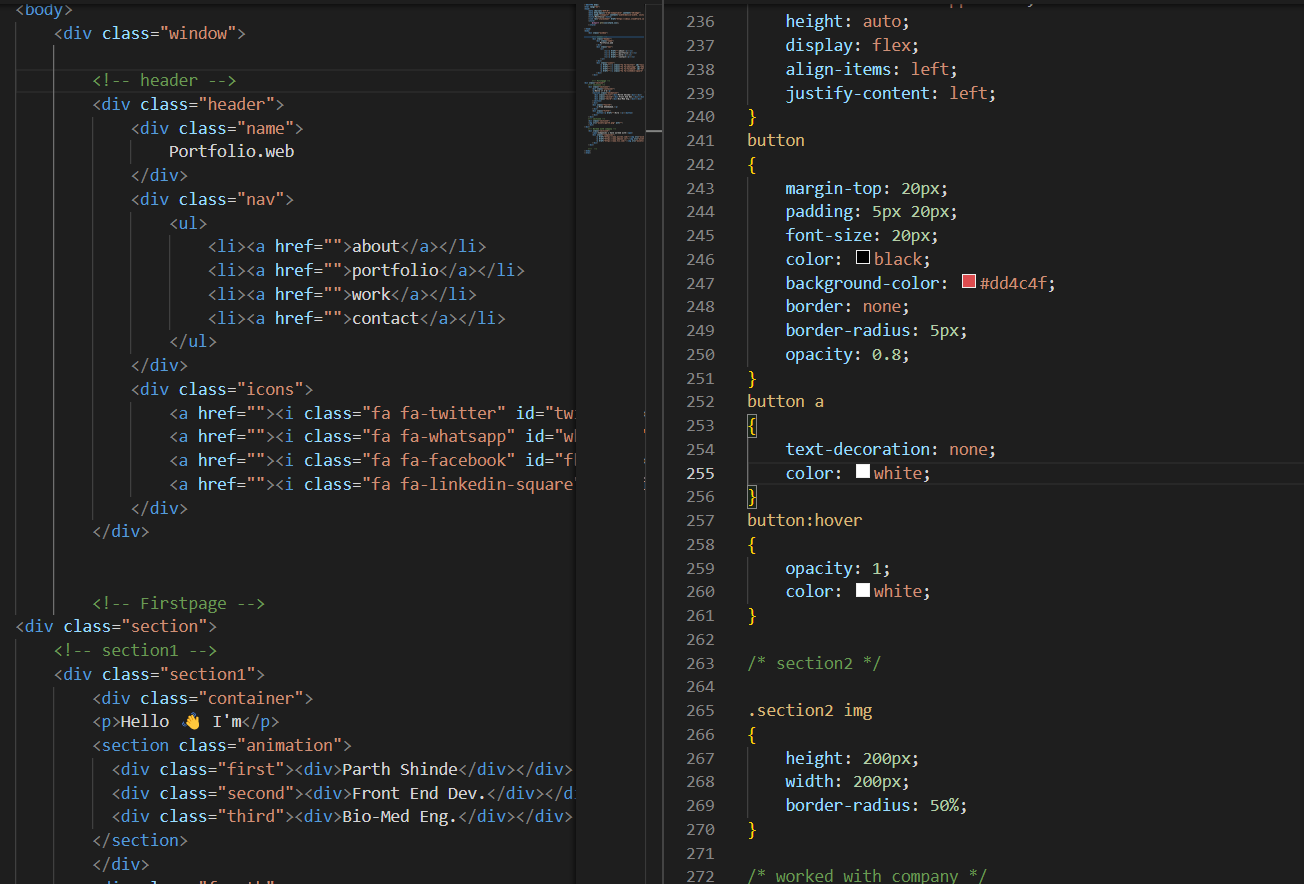 <body>
<div class="window">
<!-- header -->
<div class="header">
<div class="name">
Portfolio.web
</div>
<div class="nav">
<ul>
<li><a href="">about</a></li>
<li><a href="">portfolio</a></li>
<li><a href="">work</a></li>
<li><a href="">contact</a></li>
</ul>
</div>
<div class="icons">
<a href=""><i class="fa fa-twitter" id="tw
<a href=""><i class="fa fa-whatsapp" id="w
<a href=""><i class="fa fa-facebook" id="f
<a href=""><i class="fa fa-linkedin-square"
</div>
</div>
<!-- Firstpage -->
<div class="section">
<!-- section1 -->
<div class="section1">
<div class="container">
<p>Hello 👋 I'm</p>
<section class="animation">
<div class="first"><div>Parth Shinde</div></div>
<div class="second"><div>Front End Dev.</div></di
<div class="third"><div>Bio-Med Eng.</div></div>
</section>
</div>
236 height: auto;
237 display: flex;
238 align-items: left;
239 justify-content: left;
240 }
241 button
242 {
243 margin-top: 20px;
244 padding: 5px 20px;
245 font-size: 20px;
246 color: black;
247 background-color: #dd4c4f;
248 border: none;
249 border-radius: 5px;
250 opacity: 0.8;
251 }
252 button a
253 {
254 text-decoration: none;
255 color: white;
256 }
257 button:hover
258 {
259 opacity: 1;
260 color: white;
261 }
262
263 /* section2 */
264
265 .section2 img
266 {
267 height: 200px;
268 width: 200px;
269 border-radius: 50%;
270 }
271
272 /* worked with company */